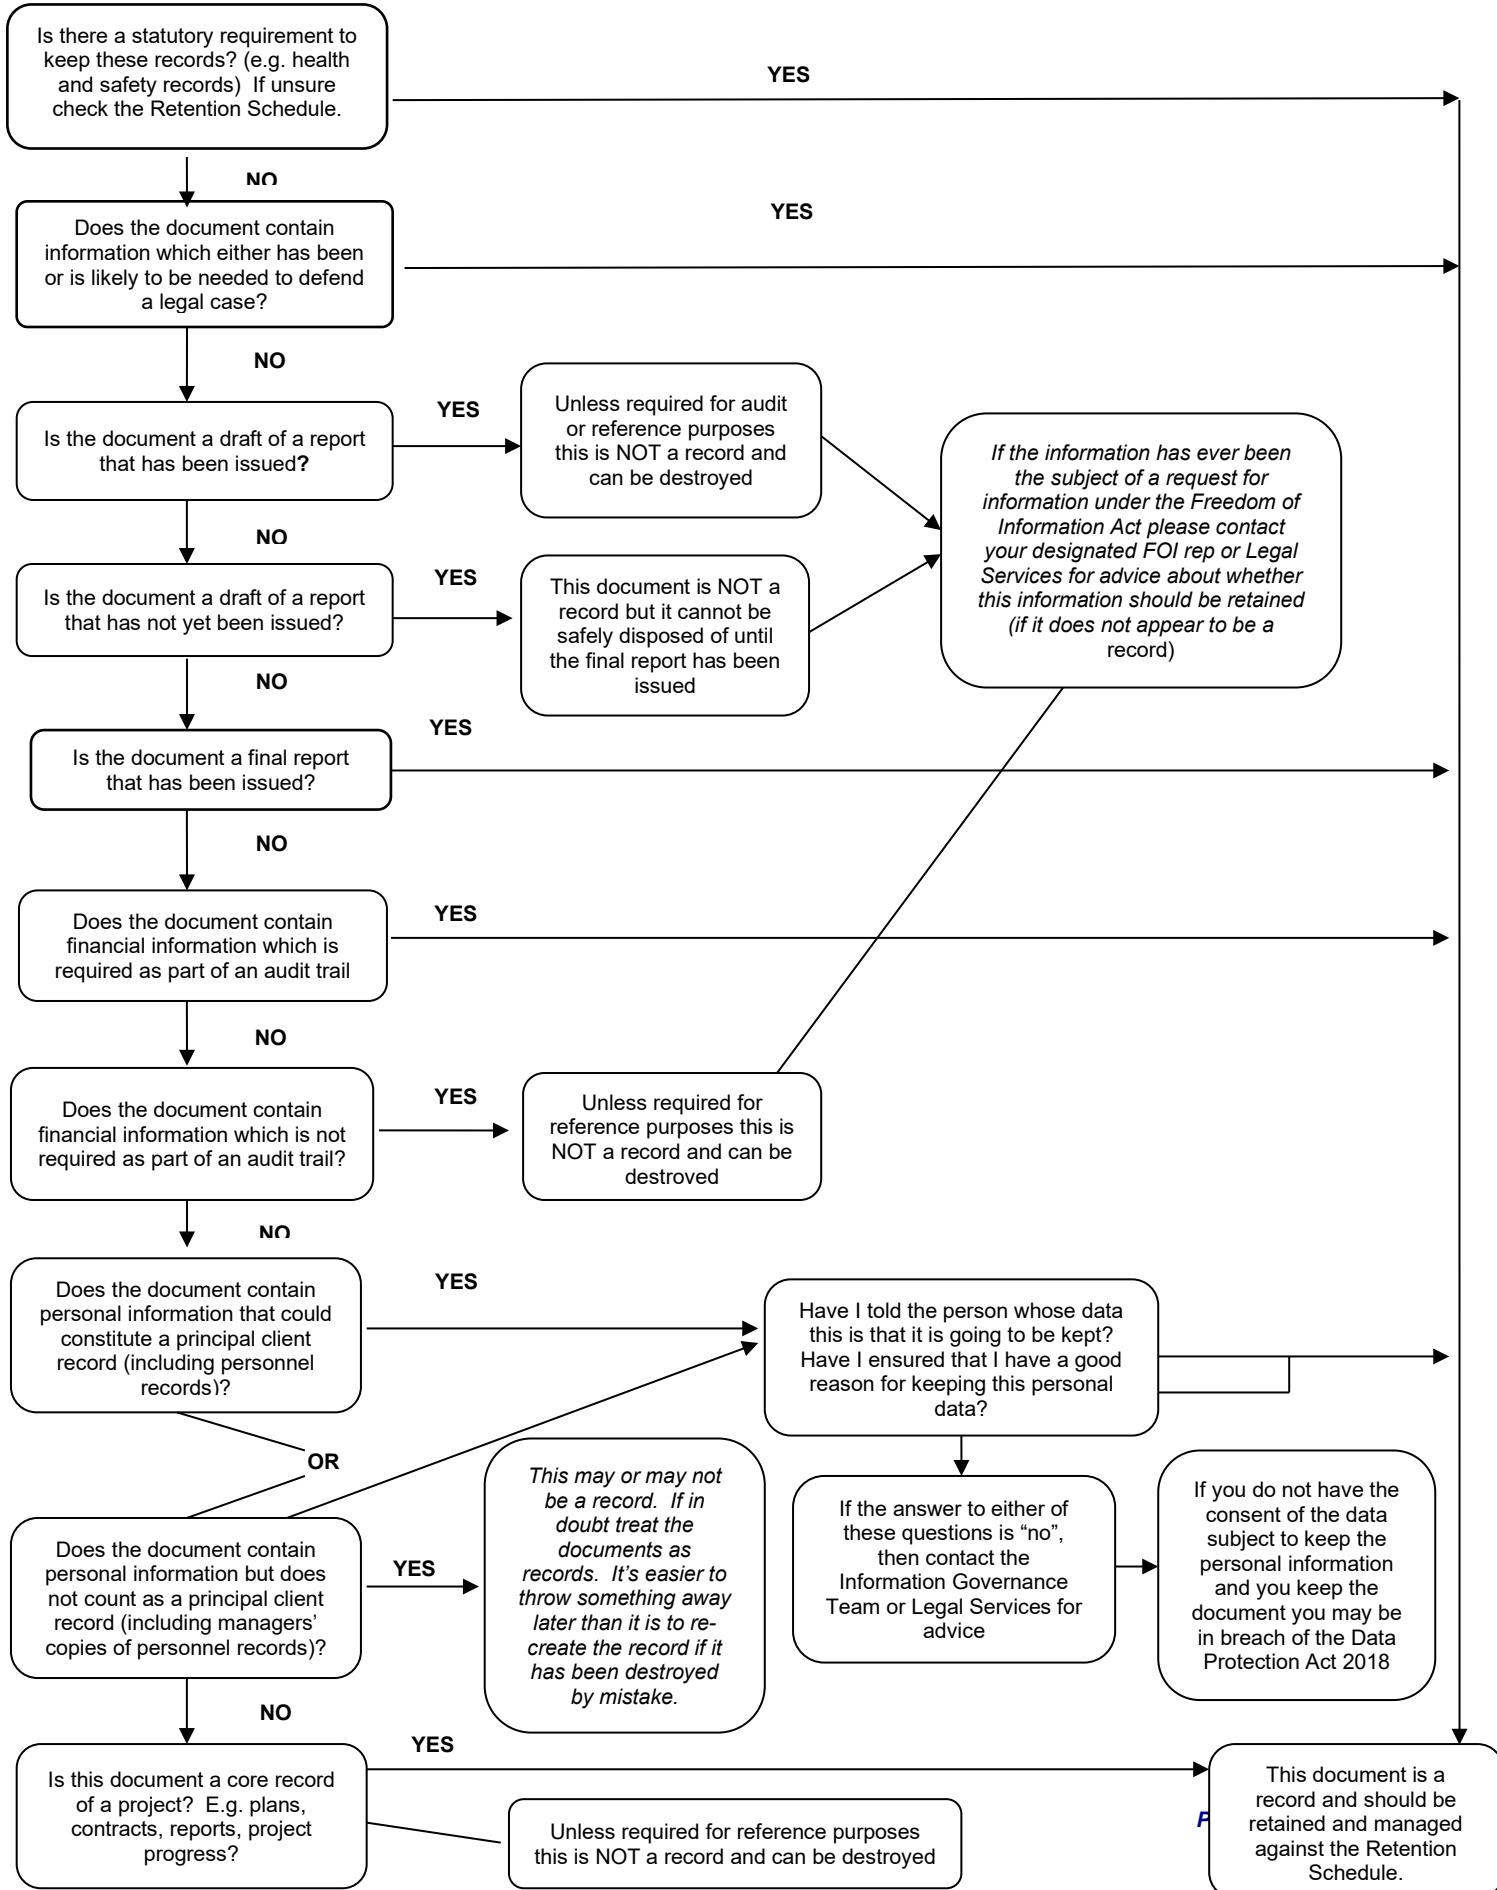 Is there a statutory requirement to
keep these records? (e.g. health
and safety records)  If unsure
check the Retention Schedule.
YES
NO
Does the document contain
information which either has been
or is likely to be needed to defend
a legal case?
YES
NO
Is the document a draft of a report
that has been issued?
YES
Unless required for audit
or reference purposes
this is NOT a record and
can be destroyed
If the information has ever been
the subject of a request for
information under the Freedom of
Information Act please contact
your designated FOI rep or Legal
Services for advice about whether
this information should be retained
(if it does not appear to be a
record)
NO
Is the document a draft of a report
that has not yet been issued?
YES
This document is NOT a
record but it cannot be
safely disposed of until
the final report has been
issued
NO
Is the document a final report
that has been issued?
YES
NO
Does the document contain
financial information which is
required as part of an audit trail
YES
NO
Does the document contain
financial information which is not
required as part of an audit trail?
YES
Unless required for
reference purposes this is
NOT a record and can be
destroyed
NO
Does the document contain
personal information that could
constitute a principal client
record (including personnel
records)?
YES
Have I told the person whose data
this is that it is going to be kept?
Have I ensured that I have a good
reason for keeping this personal
data?
OR
Does the document contain
personal information but does
not count as a principal client
record (including managers’
copies of personnel records)?
YES
This may or may not
be a record.  If in
doubt treat the
documents as
records.  It’s easier to
throw something away
later than it is to re-
create the record if it
has been destroyed
by mistake.
If the answer to either of
these questions is “no”,
then contact the
Information Governance
Team or Legal Services for
advice
If you do not have the
consent of the data
subject to keep the
personal information
and you keep the
document you may be
in breach of the Data
Protection Act 2018
NO
Is this document a core record
of a project?  E.g. plans,
contracts, reports, project
progress?
YES
Unless required for reference purposes
this is NOT a record and can be destroyed
P
This document is a
record and should be
retained and managed
against the Retention
Schedule.